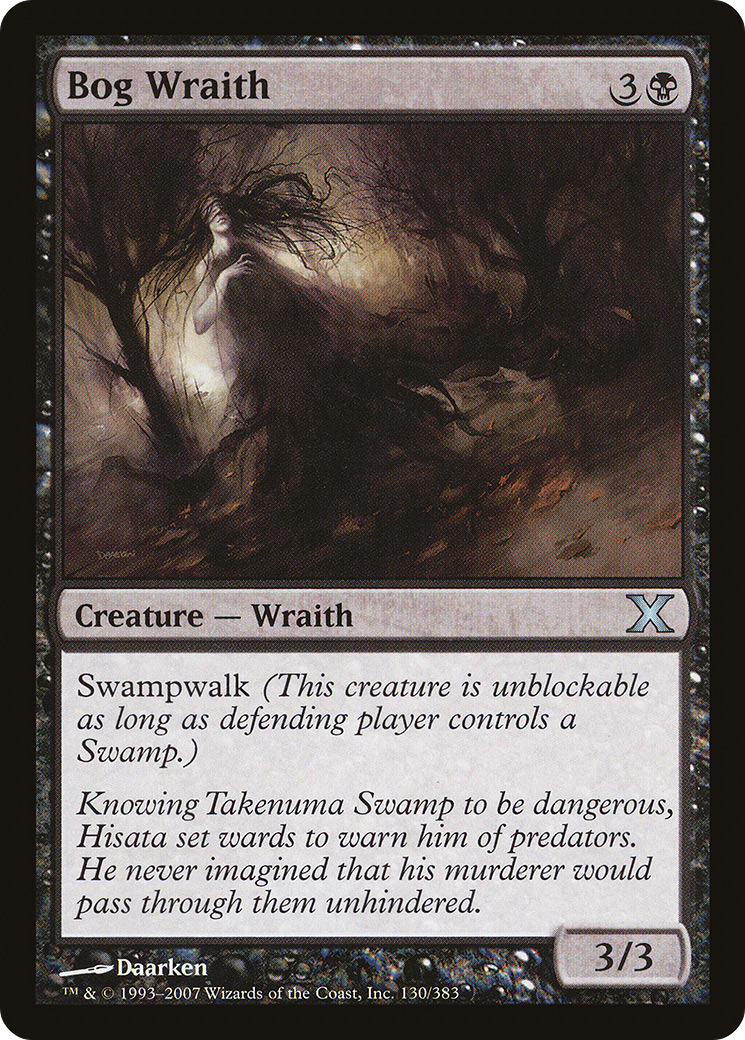 Bog Wraith 3
DAARKEN
Creature — Wraith X
Swampwalk (This creature is unblockable
as long as defending player controls a
Swamp.)
Knowing Takenuma Swamp to be dangerous,
Hisata set wards to warn him of predators.
He never imagined that his murderer would
pass through them unhindered.
3/3
Daarken
™ & © 1993–2007 Wizards of the Coast, Inc. 130/383